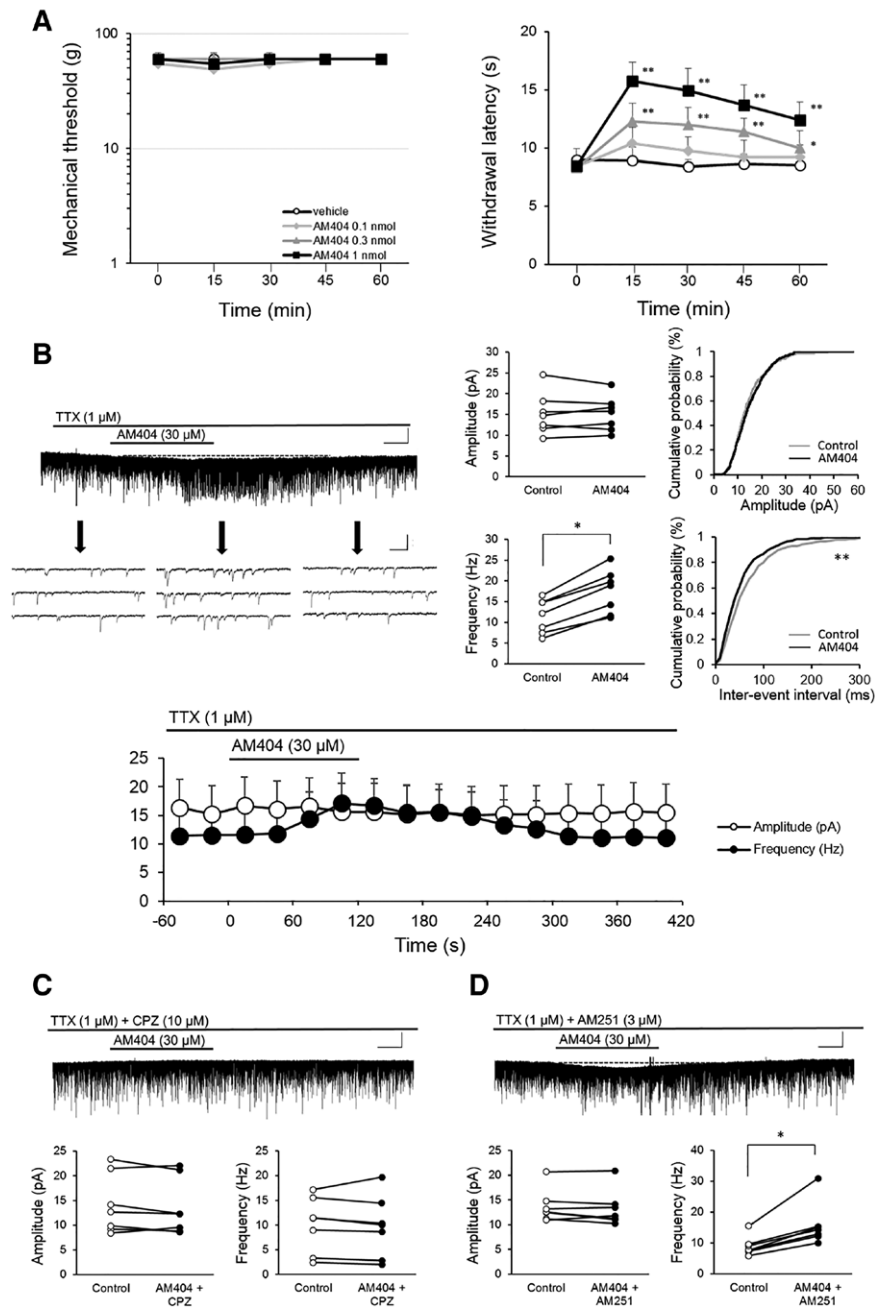 A
Mechanical threshold (g)
100
10
1
vehicle
AM404 0.1 nmol
AM404 0.3 nmol
AM404 1 nmol
0 15 30 45 60
Time (min)
Withdrawal latency (s)
20
15
10
5
0
** ** ** **
** ** ** *
0 15 30 45 60
Time (min)
B
TTX (1 μM)
AM404 (30 μM)
Amplitude (pA)
30
25
20
15
10
5
0
Control AM404
Cumulative probability (%)
1
0.8
0.6
0.4
0.2
0
Control
AM404
0 10 20 30 40 50 60
Amplitude (pA)
Frequency (Hz)
30
25
20
15
10
5
0
*
Control AM404
Cumulative probability (%)
1
0.8
0.6
0.4
0.2
0
**
Control
AM404
0 100 200 300
Inter-event interval (ms)
TTX (1 μM)
AM404 (30 μM)
25
20
15
10
5
0
Amplitude (pA)
Frequency (Hz)
-60 0 60 120 180 240 300 360 420
Time (s)
C
TTX (1 μM) + CPZ (10 μM)
AM404 (30 μM)
Amplitude (pA)
25
20
15
10
5
0
Control AM404 +
CPZ
Frequency (Hz)
25
20
15
10
5
0
Control AM404 +
CPZ
D
TTX (1 μM) + AM251 (3 μM)
AM404 (30 μM)
Amplitude (pA)
25
20
15
10
5
0
Control AM404 +
AM251
Frequency (Hz)
40
30
20
10
0
*
Control AM404 +
AM251